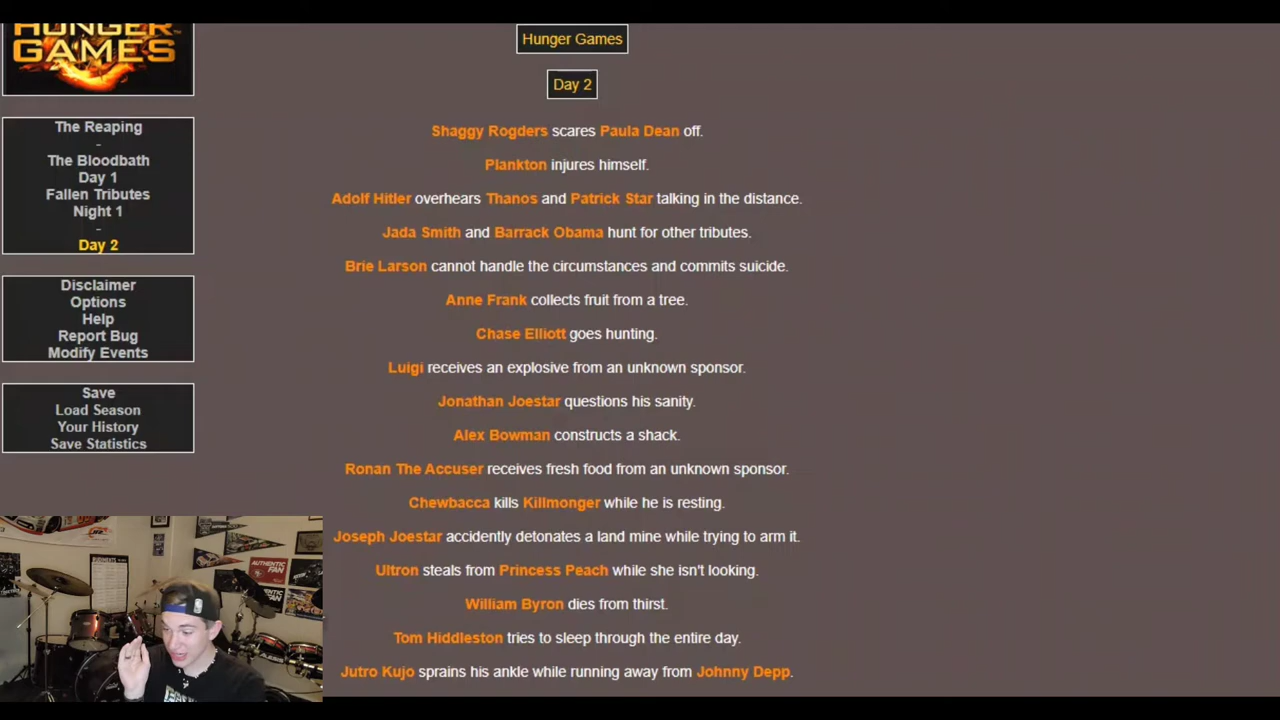 HUNGER
GAMES
The Reaping
-
The Bloodbath
Day 1
Fallen Tributes
Night 1
-
Day 2
Disclaimer
Options
Help
Report Bug
Modify Events
Save
Load Season
Your History
Save Statistics
Hunger Games
Day 2
Shaggy Rogders scares Paula Dean off.
Plankton injures himself.
Adolf Hitler overhears Thanos and Patrick Star talking in the distance.
Jada Smith and Barrack Obama hunt for other tributes.
Brie Larson cannot handle the circumstances and commits suicide.
Anne Frank collects fruit from a tree.
Chase Elliott goes hunting.
Luigi receives an explosive from an unknown sponsor.
Jonathan Joestar questions his sanity.
Alex Bowman constructs a shack.
Ronan The Accuser receives fresh food from an unknown sponsor.
Chewbacca kills Killmonger while he is resting.
Joseph Joestar accidently detonates a land mine while trying to arm it.
Ultron steals from Princess Peach while she isn't looking.
William Byron dies from thirst.
Tom Hiddleston tries to sleep through the entire day.
Jutro Kujo sprains his ankle while running away from Johnny Depp.
AUTHENTIC
FAN